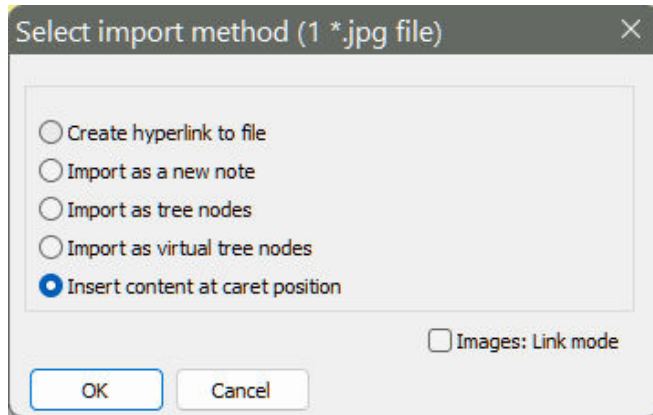 Select import method (1 *.jpg file)
Create hyperlink to file
Import as a new note
Import as tree nodes
Import as virtual tree nodes
Insert content at caret position
Images: Link mode
OK Cancel